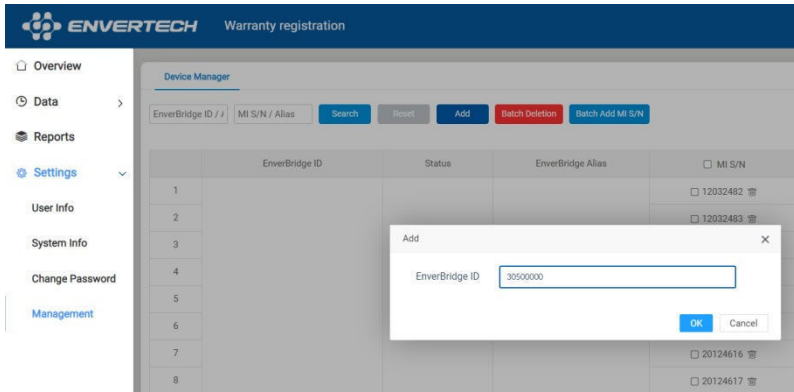 ENVERTECH Warranty registration
Overview
Data
Reports
Settings
User Info
System Info
Change Password
Management
Device Manager
EnverBridge ID / MI S/N / Alias Search Reset Add Batch Deletion Batch Add MI S/N
EnverBridge ID Status EnverBridge Alias MI S/N
1 12032482
2 12032483
3
4
5
6
7 20124616
8 20124617
Add
EnverBridge ID 30500000
OK Cancel